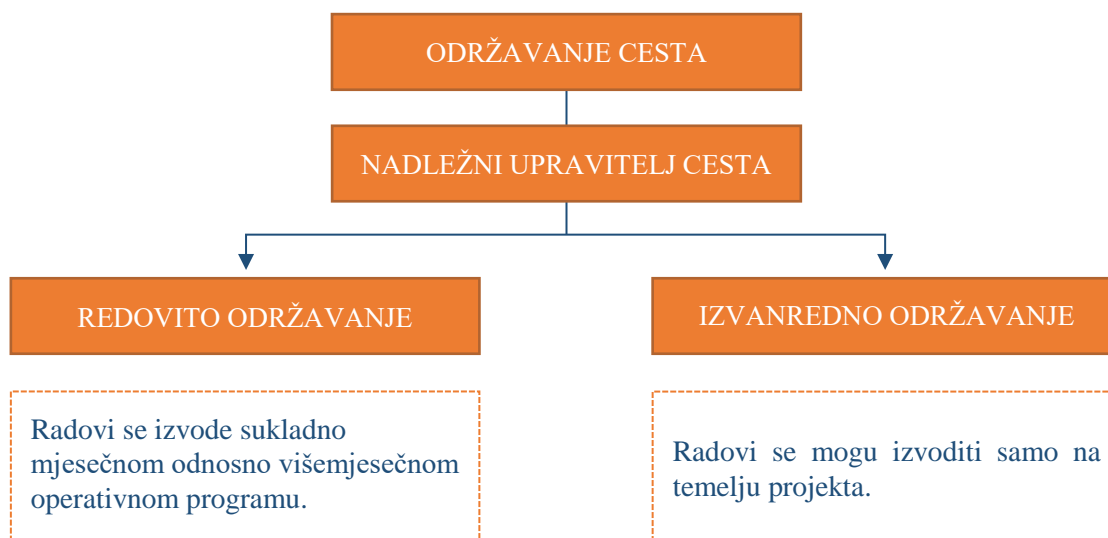 ODRŽAVANJE CESTA
NADLEŽNI UPRAVITELJ CESTA
REDOVITO ODRŽAVANJE
IZVANREDNO ODRŽAVANJE
Radovi se izvode sukladno
mjesečnom odnosno višemjesečnom
operativnom programu.
Radovi se mogu izvoditi samo na
temelju projekta.